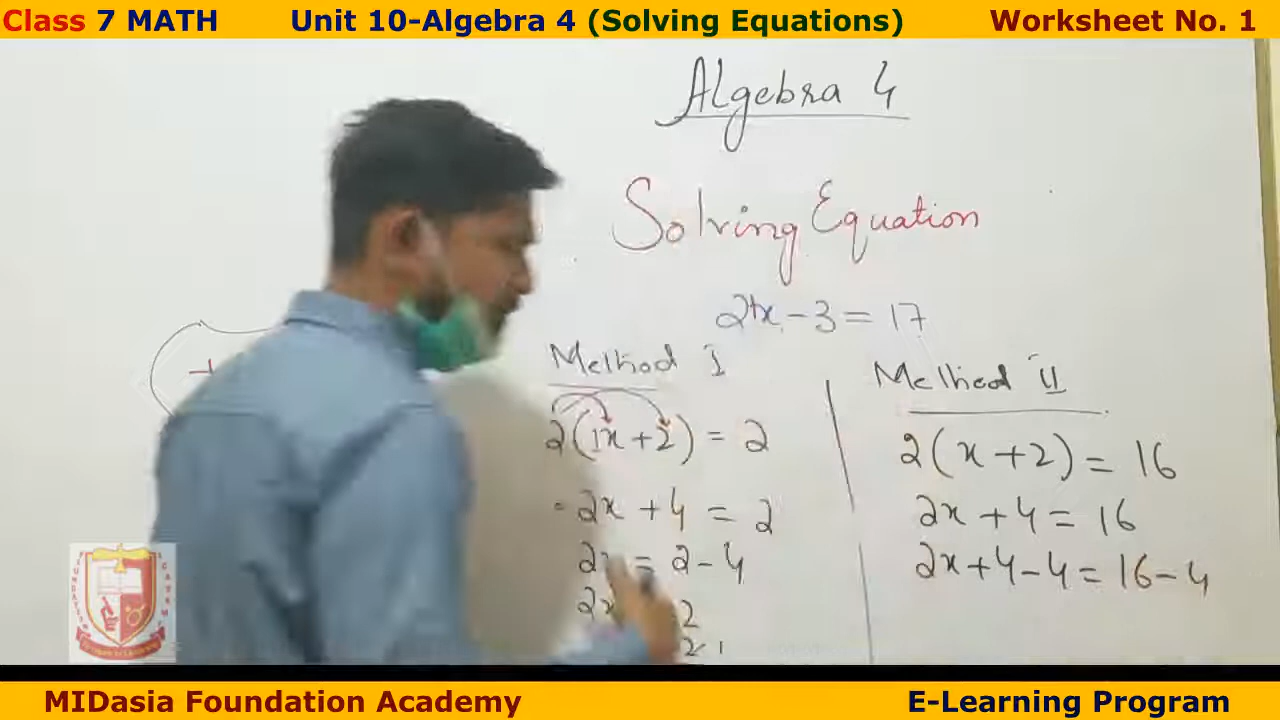 Class 7 MATH Unit 10-Algebra 4 (Solving Equations) Worksheet No. 1
Algebra 4
Solving Equation
2x - 3 = 17
Method I
2(1x + 2) = 2
2x + 4 = 2
= 2 - 4
2
Method II
2(x + 2) = 16
2x + 4 = 16
2x + 4 - 4 = 16 - 4
MIDasia Foundation Academy E-Learning Program